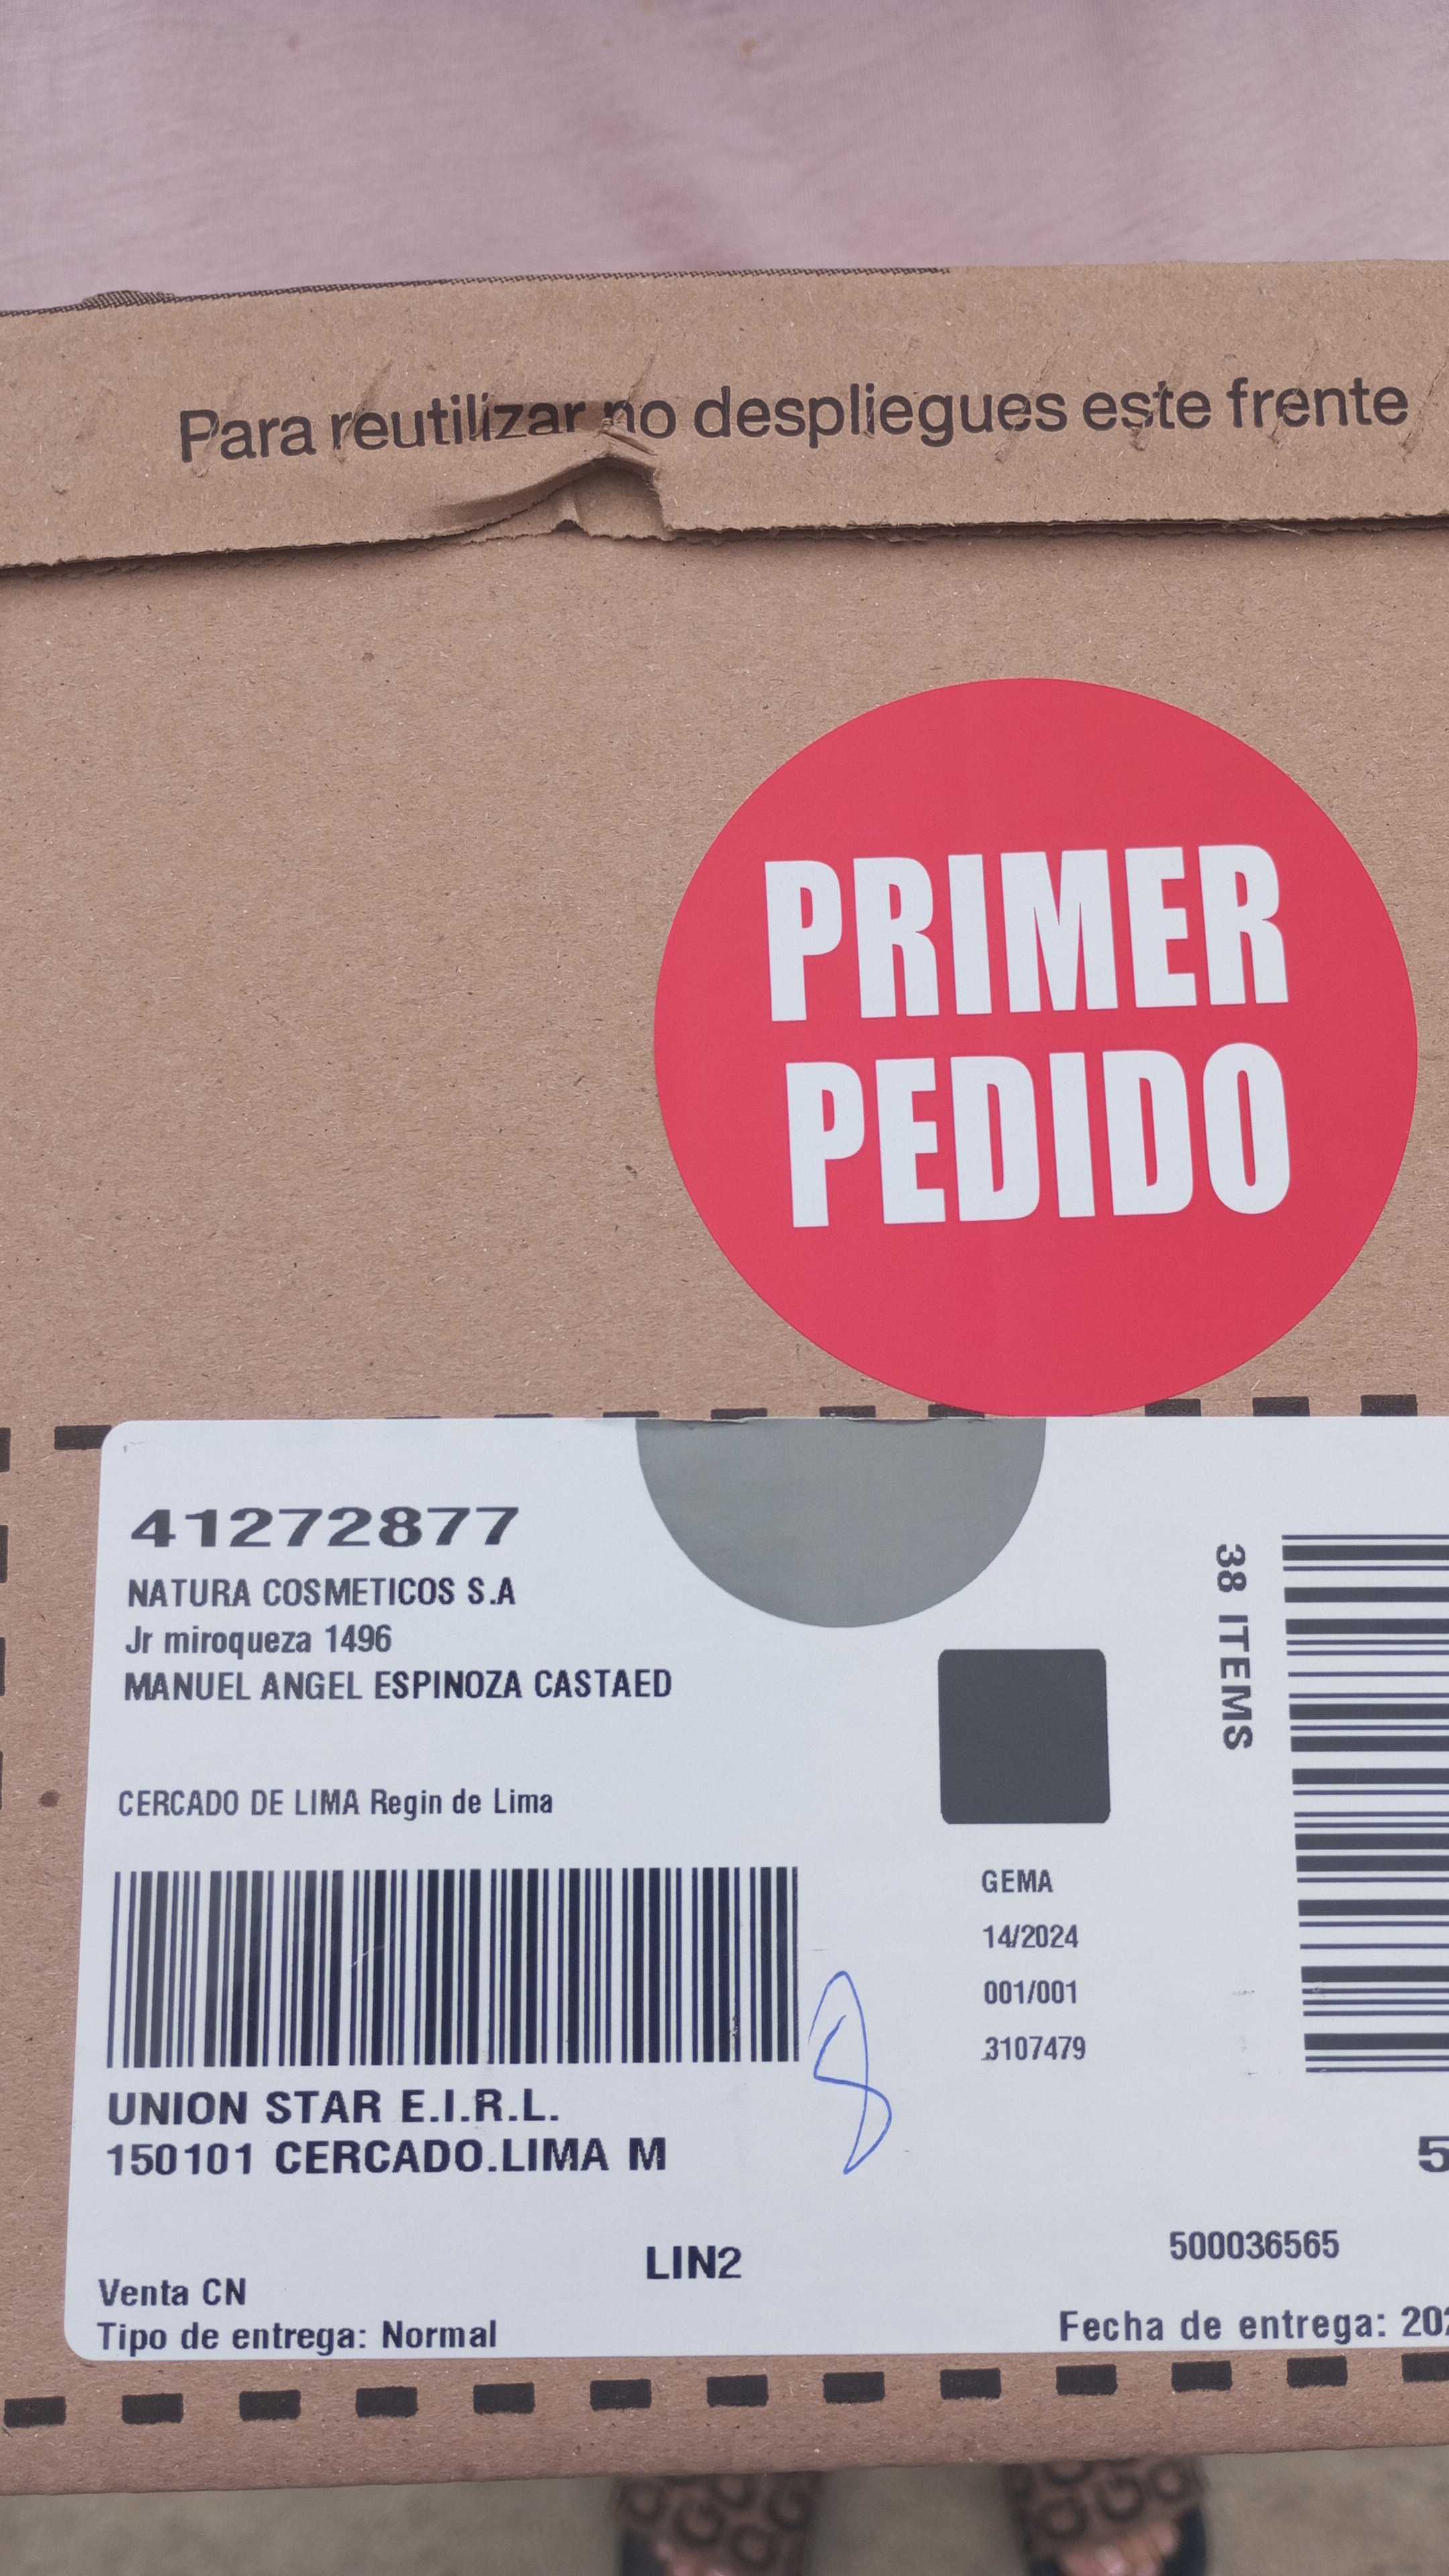 Para reutilizar no despliegues este frente
PRIMER
PEDIDO
41272877
NATURA COSMETICOS S.A
Jr miroqueza 1496
MANUEL ANGEL ESPINOZA CASTAED
CERCADO DE LIMA Regin de Lima
38 ITEMS
GEMA
14/2024
001/001
3107479
UNION STAR E.I.R.L.
150101 CERCADO.LIMA M
LIN2
5
500036565
Venta CN
Tipo de entrega: Normal
Fecha de entrega: